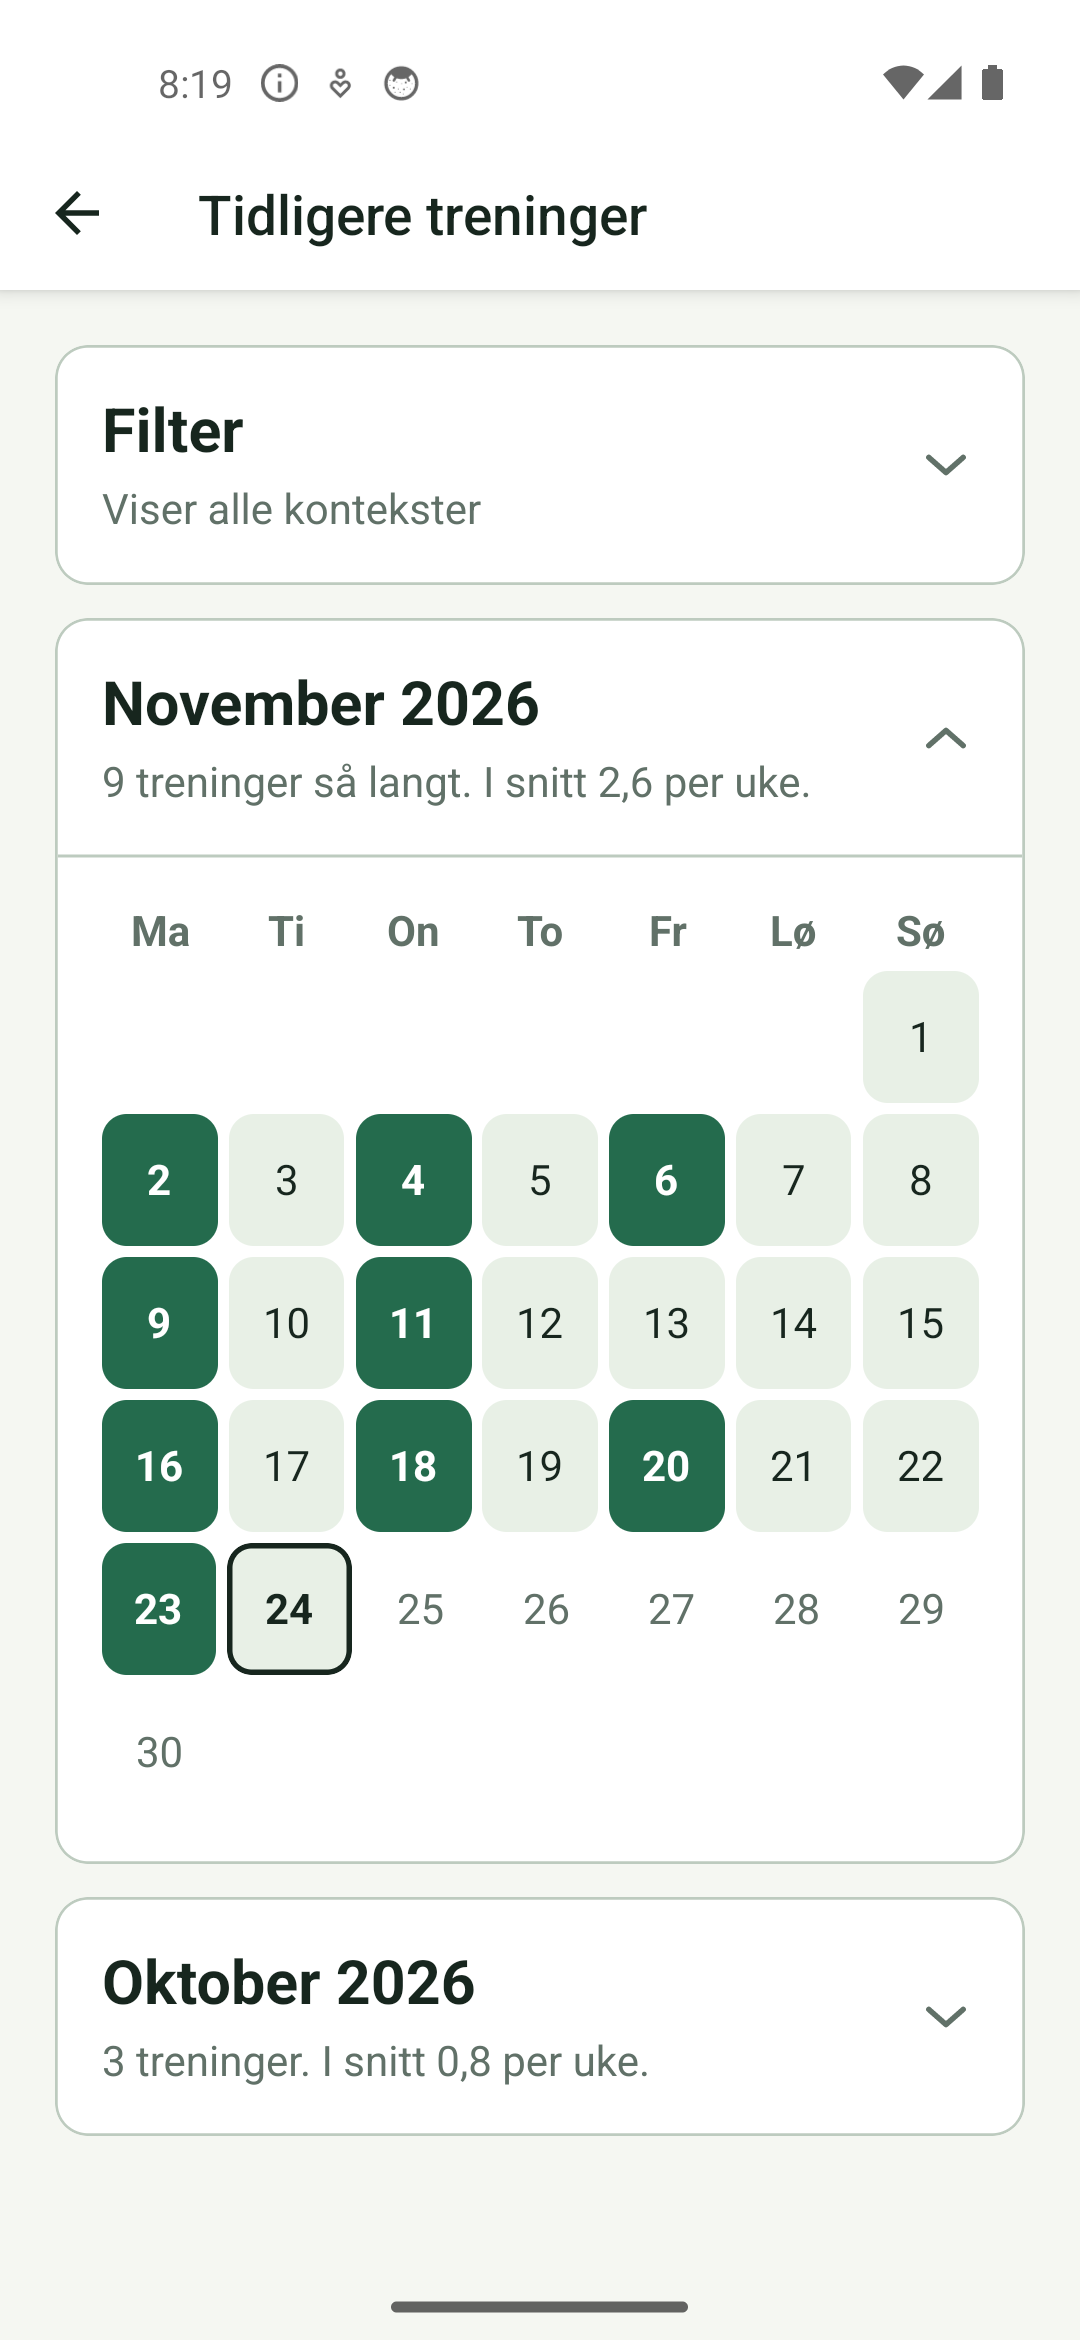 8:19
Tidligere treninger
Filter
Viser alle kontekster
November 2026
9 treninger så langt. I snitt 2,6 per uke.
Ma Ti On To Fr Lø Sø
1
2 3 4 5 6 7 8
9 10 11 12 13 14 15
16 17 18 19 20 21 22
23 24 25 26 27 28 29
30
Oktober 2026
3 treninger. I snitt 0,8 per uke.